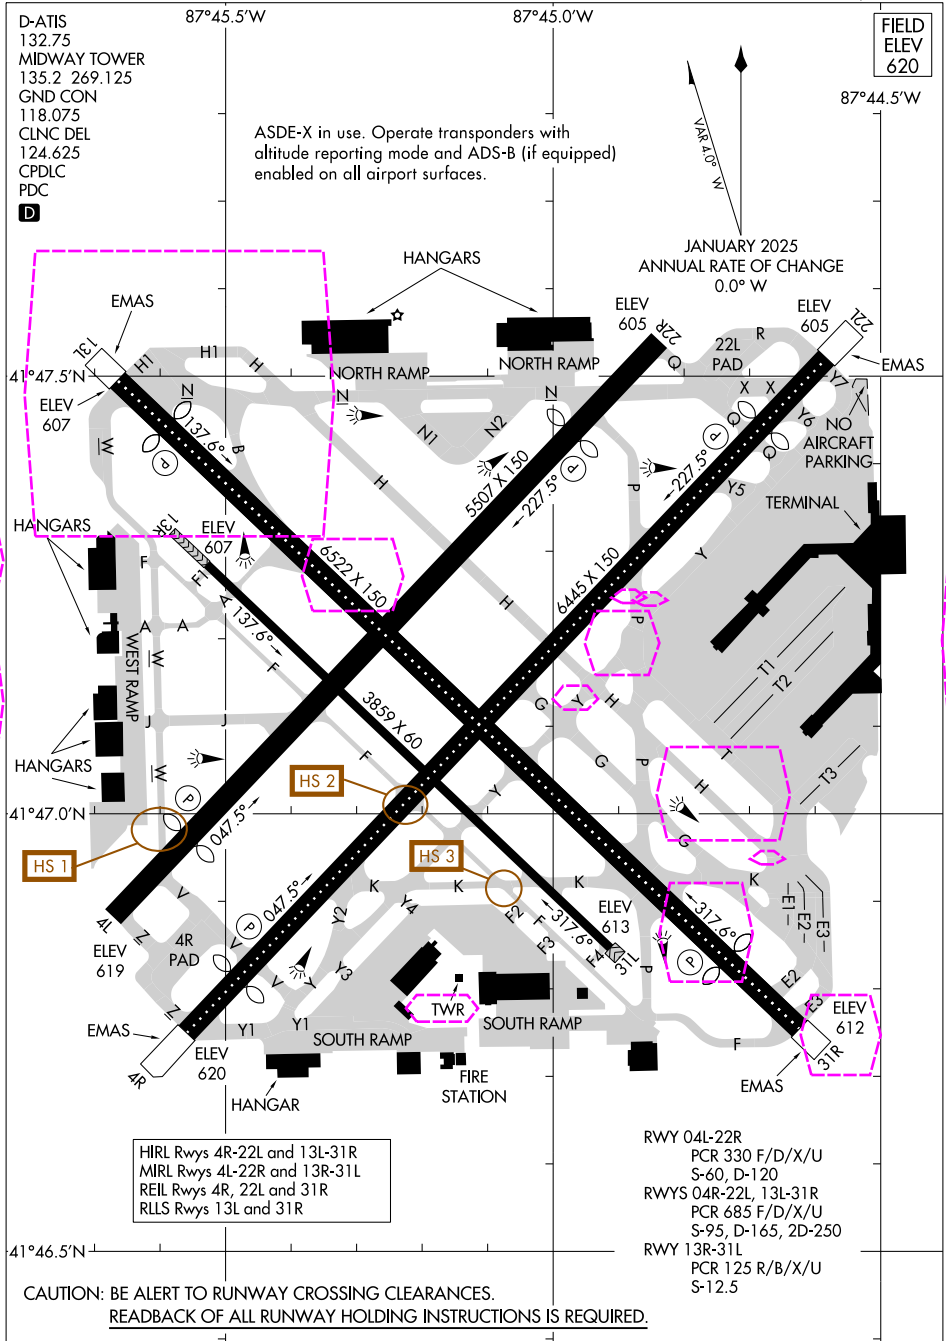 87°45.5'W
87°45.0'W
D-ATIS
132.75
MIDWAY TOWER
135.2 269.125
GND CON
118.075
CLNC DEL
124.625
CPDLC
PDC
D
FIELD
ELEV
620
87°44.5'W
ASDE-X in use. Operate transponders with
altitude reporting mode and ADS-B (if equipped)
enabled on all airport surfaces.
VAR 4.0° W
JANUARY 2025
ANNUAL RATE OF CHANGE
0.0° W
HANGARS
EMAS
ELEV
605
22R
22L
PAD
R
ELEV
605
22L
EMAS
13L
H1
H1
H
NORTH RAMP
NORTH RAMP
Q
Y7
41°47.5'N
ELEV
607
N
N
N
N1
N2
X
X
Q
Y6
Q
NO
AIRCRAFT
PARKING
W
137.6°
B
P
H
5507 X 150
227.5°
P
P
227.5°
P
Y5
TERMINAL
HANGARS
13R
ELEV
607
6522 X 150
6445 X 150
Y
F
F1
A
137.6°
H
P
A
A
W
F
WEST RAMP
T1
T2
J
J
3859 X 60
G
Y
H
HANGARS
W
F
G
P
T
T3
HS 2
H
P
41°47.0'N
047.5°
Y
G
HS 1
HS 3
K
K
K
K
E1
E2
E3
4L
ELEV
619
Z
V
4R
PAD
V
P
047.5°
Y2
Y4
F2
F
E3
317.6°
ELEV
613
F4
31L
P
317.6°
P
V
Y
Y3
E2
E3
ELEV
612
Z
EMAS
Y1
Y1
TWR
SOUTH RAMP
SOUTH RAMP
F
31R
4R
ELEV
620
HANGAR
FIRE
STATION
EMAS
HIRL Rwys 4R-22L and 13L-31R
MIRL Rwys 4L-22R and 13R-31L
REIL Rwys 4R, 22L and 31R
RLLS Rwys 13L and 31R
RWY 04L-22R
PCR 330 F/D/X/U
S-60, D-120
RWYS 04R-22L, 13L-31R
PCR 685 F/D/X/U
S-95, D-165, 2D-250
RWY 13R-31L
PCR 125 R/B/X/U
S-12.5
41°46.5'N
CAUTION: BE ALERT TO RUNWAY CROSSING CLEARANCES.
READBACK OF ALL RUNWAY HOLDING INSTRUCTIONS IS REQUIRED.